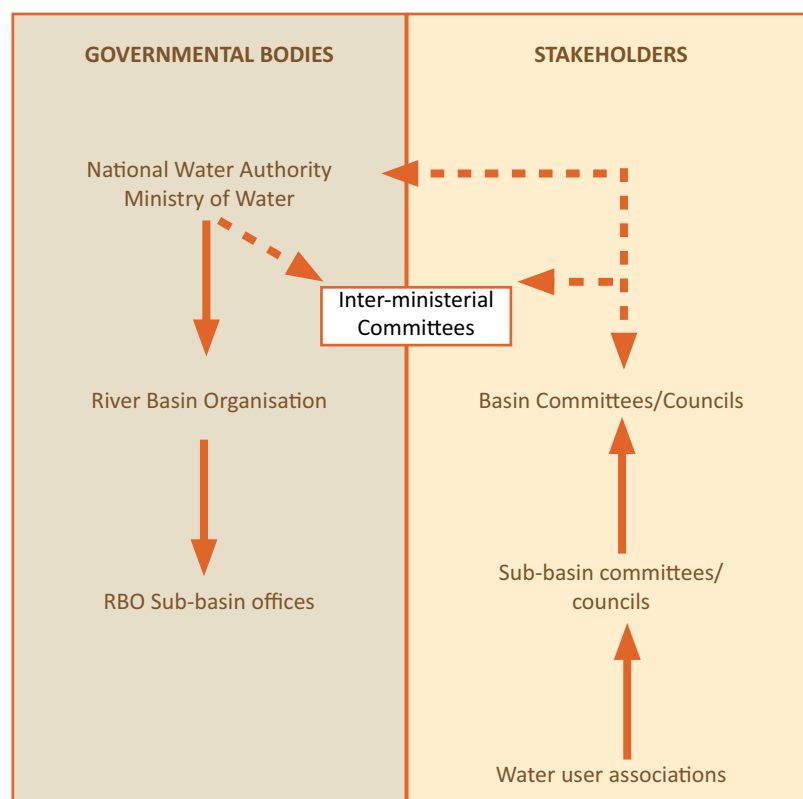 GOVERNMENTAL BODIES
STAKEHOLDERS
National Water Authority
Ministry of Water
Inter-ministerial
Committees
River Basin Organisation
Basin Committees/Councils
RBO Sub-basin offices
Sub-basin committees/
councils
Water user associations